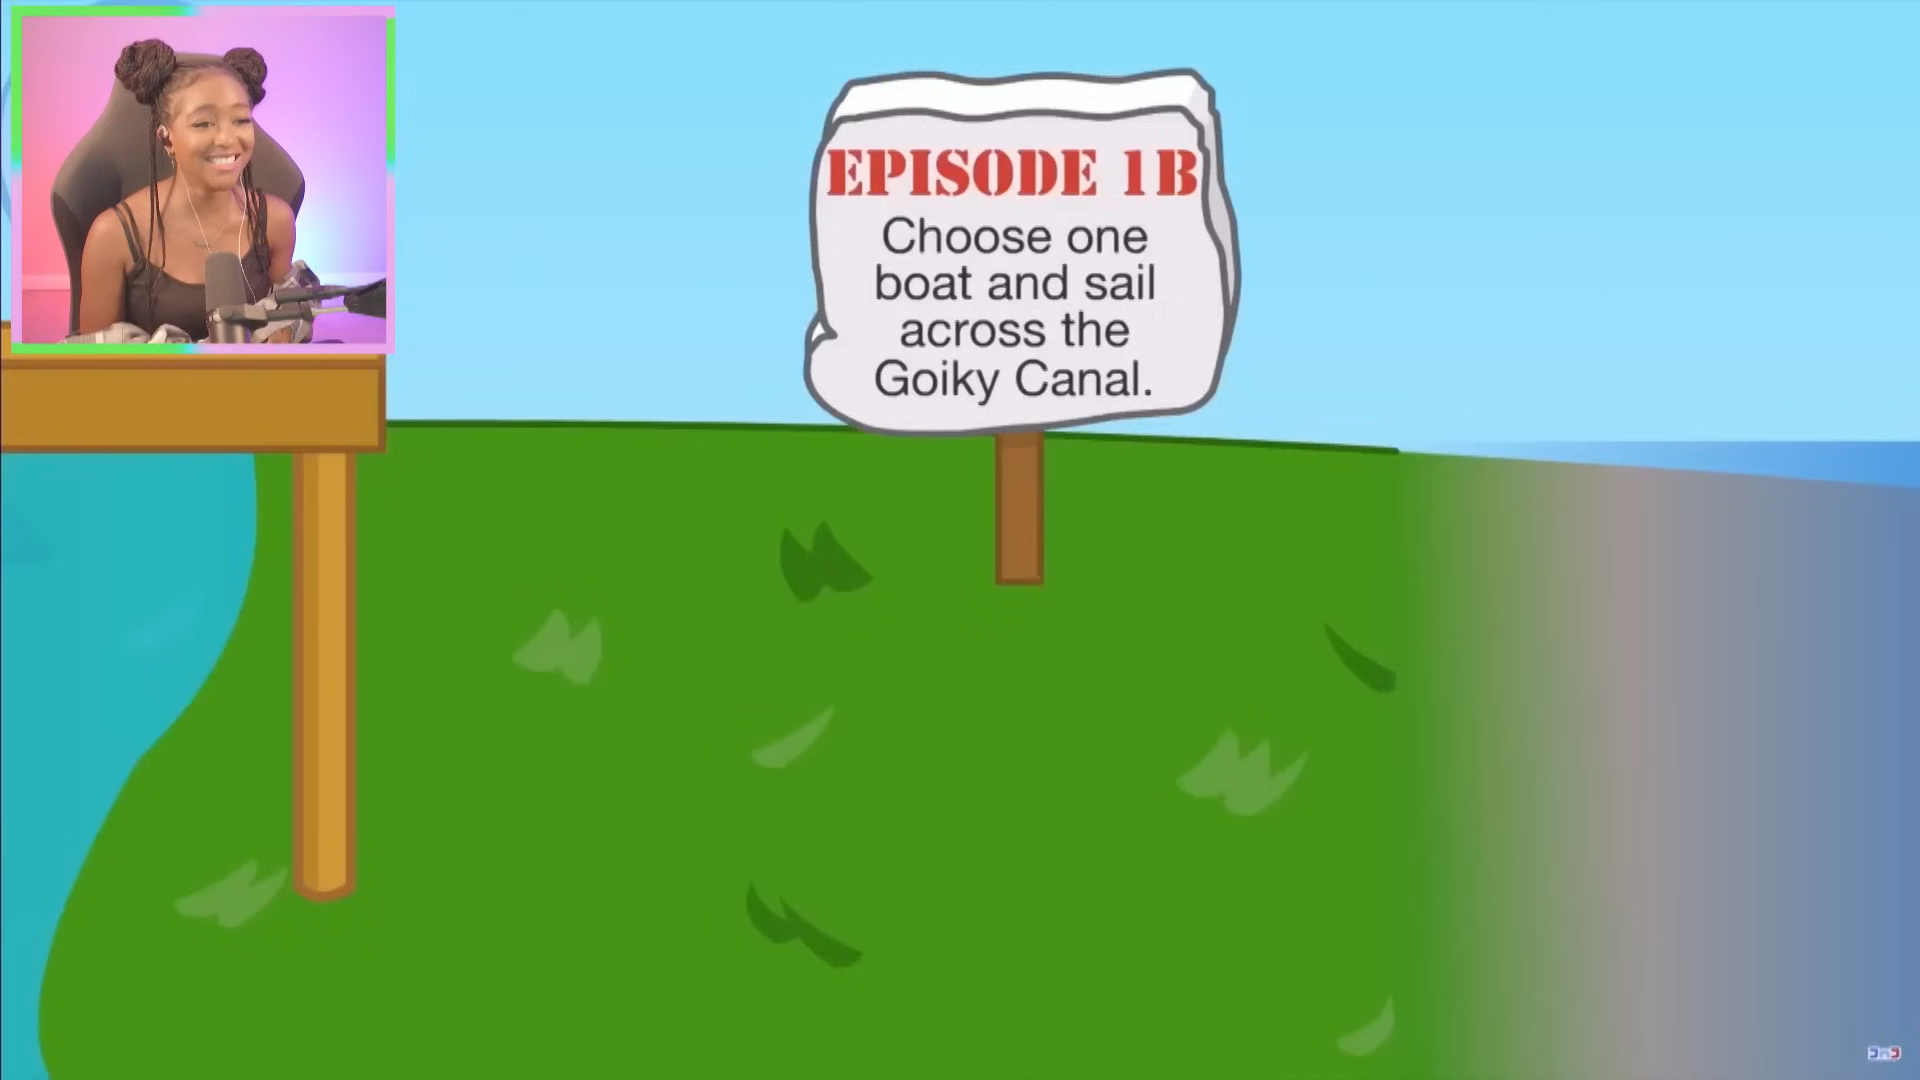 EPISODE 1B
Choose one
boat and sail
across the
Goiky Canal.